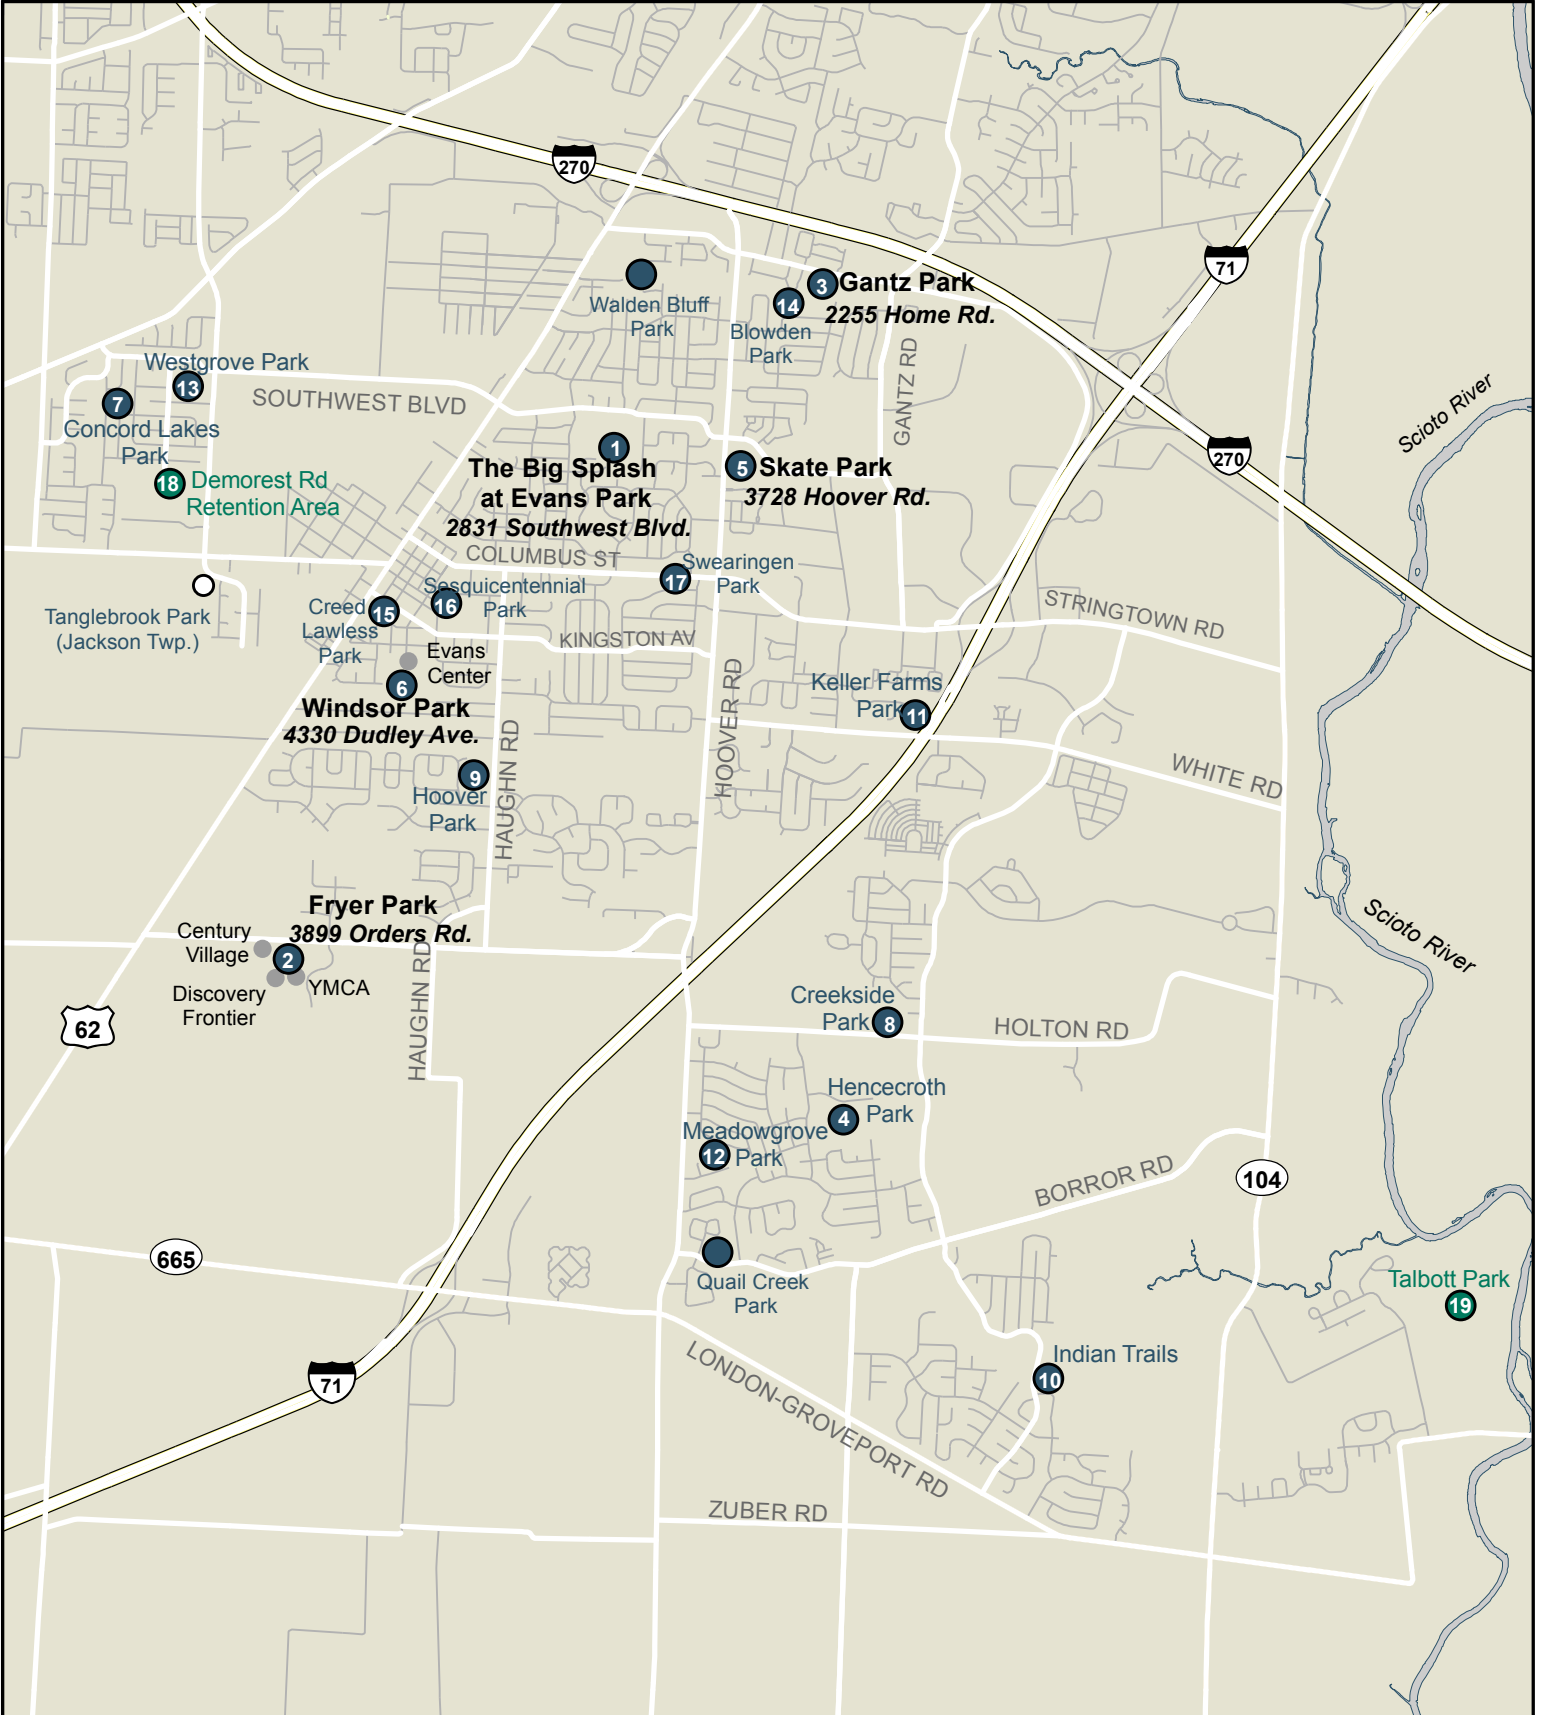 270
71
3
Gantz Park
2255 Home Rd.
14
Blowden
Park
Walden Bluff
Park
GANTZ RD
Westgrove Park
13
7
Concord Lakes
Park
SOUTHWEST BLVD
Scioto River
270
1
The Big Splash
at Evans Park
2831 Southwest Blvd.
5
Skate Park
3728 Hoover Rd.
18
Demorest Rd
Retention Area
COLUMBUS ST
17
Swearingen
Park
Sesquicentennial
16
Park
Creed
15
Lawless
Park
Tanglebrook Park
(Jackson Twp.)
STRINGTOWN RD
KINGSTON AV
Evans
Center
6
Windsor Park
4330 Dudley Ave.
HOOVER RD
Keller Farms
Park
11
WHITE RD
9
Hoover
Park
HAUGHN RD
Fryer Park
3899 Orders Rd.
Century
Village
2
YMCA
Discovery
Frontier
HAUGHN RD
Scioto River
62
Creekside
Park
8
HOLTON RD
Hencecroth
Park
4
Meadowgrove
Park
12
BORROR RD
104
665
Quail Creek
Park
Talbott Park
19
Indian Trails
10
71
LONDON-GROVEPORT RD
ZUBER RD